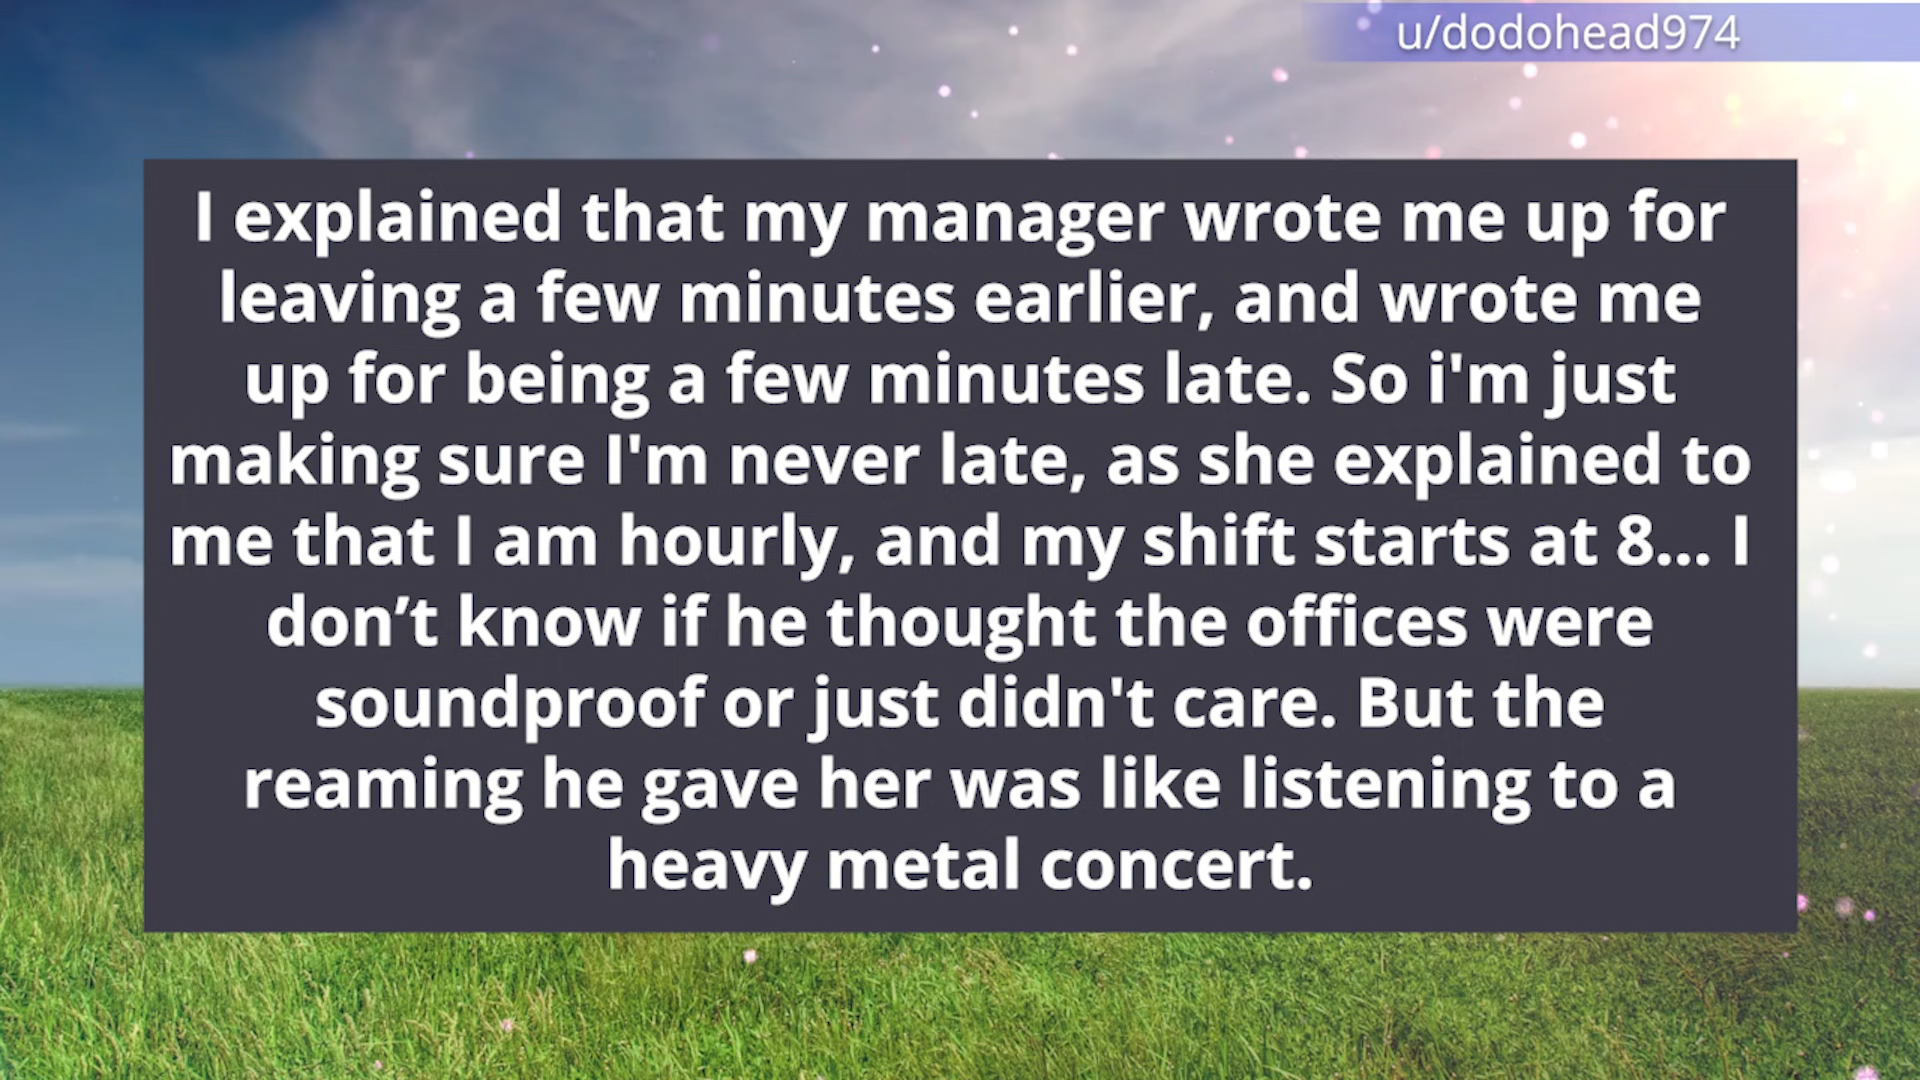 u/dodohead974
I explained that my manager wrote me up for
leaving a few minutes earlier, and wrote me
up for being a few minutes late. So i'm just
making sure I'm never late, as she explained to
me that I am hourly, and my shift starts at 8... I
don’t know if he thought the offices were
soundproof or just didn't care. But the
reaming he gave her was like listening to a
heavy metal concert.